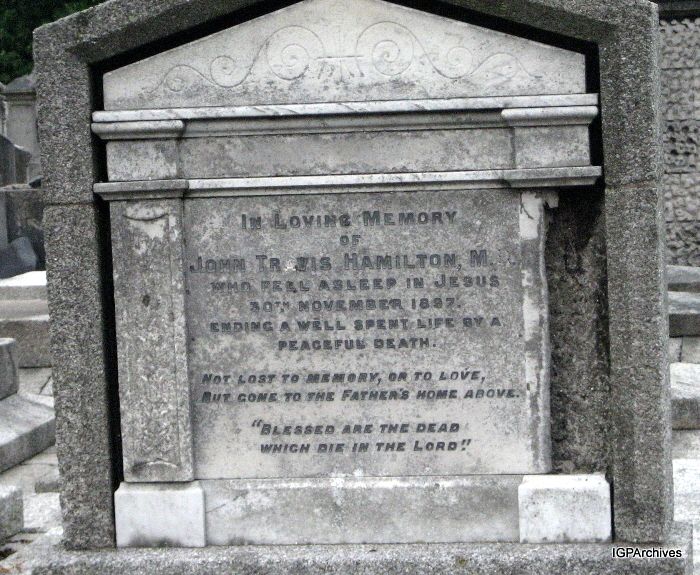 IN LOVING MEMORY
OF
JOHN TRAVIS HAMILTON, M.
WHO FELL ASLEEP IN JESUS
30TH NOVEMBER 1887.
ENDING A WELL SPENT LIFE BY A
PEACEFUL DEATH.
NOT LOST TO MEMORY, OR TO LOVE,
BUT GONE TO THE FATHER'S HOME ABOVE.
"BLESSED ARE THE DEAD
WHICH DIE IN THE LORD."
IGPArchives